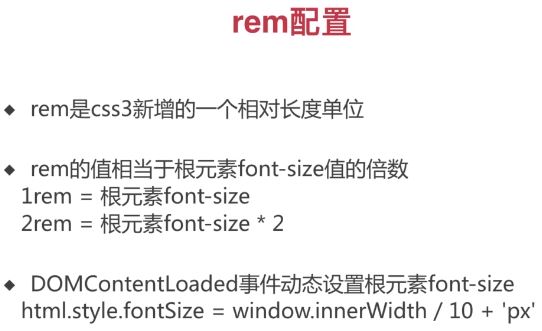 rem配置
◆ rem是css3新增的一个相对长度单位
◆ rem的值相当于根元素font-size值的倍数
1rem = 根元素font-size
2rem = 根元素font-size * 2
◆ DOMContentLoaded事件动态设置根元素font-size
html.style.fontSize = window.innerWidth / 10 + 'px'